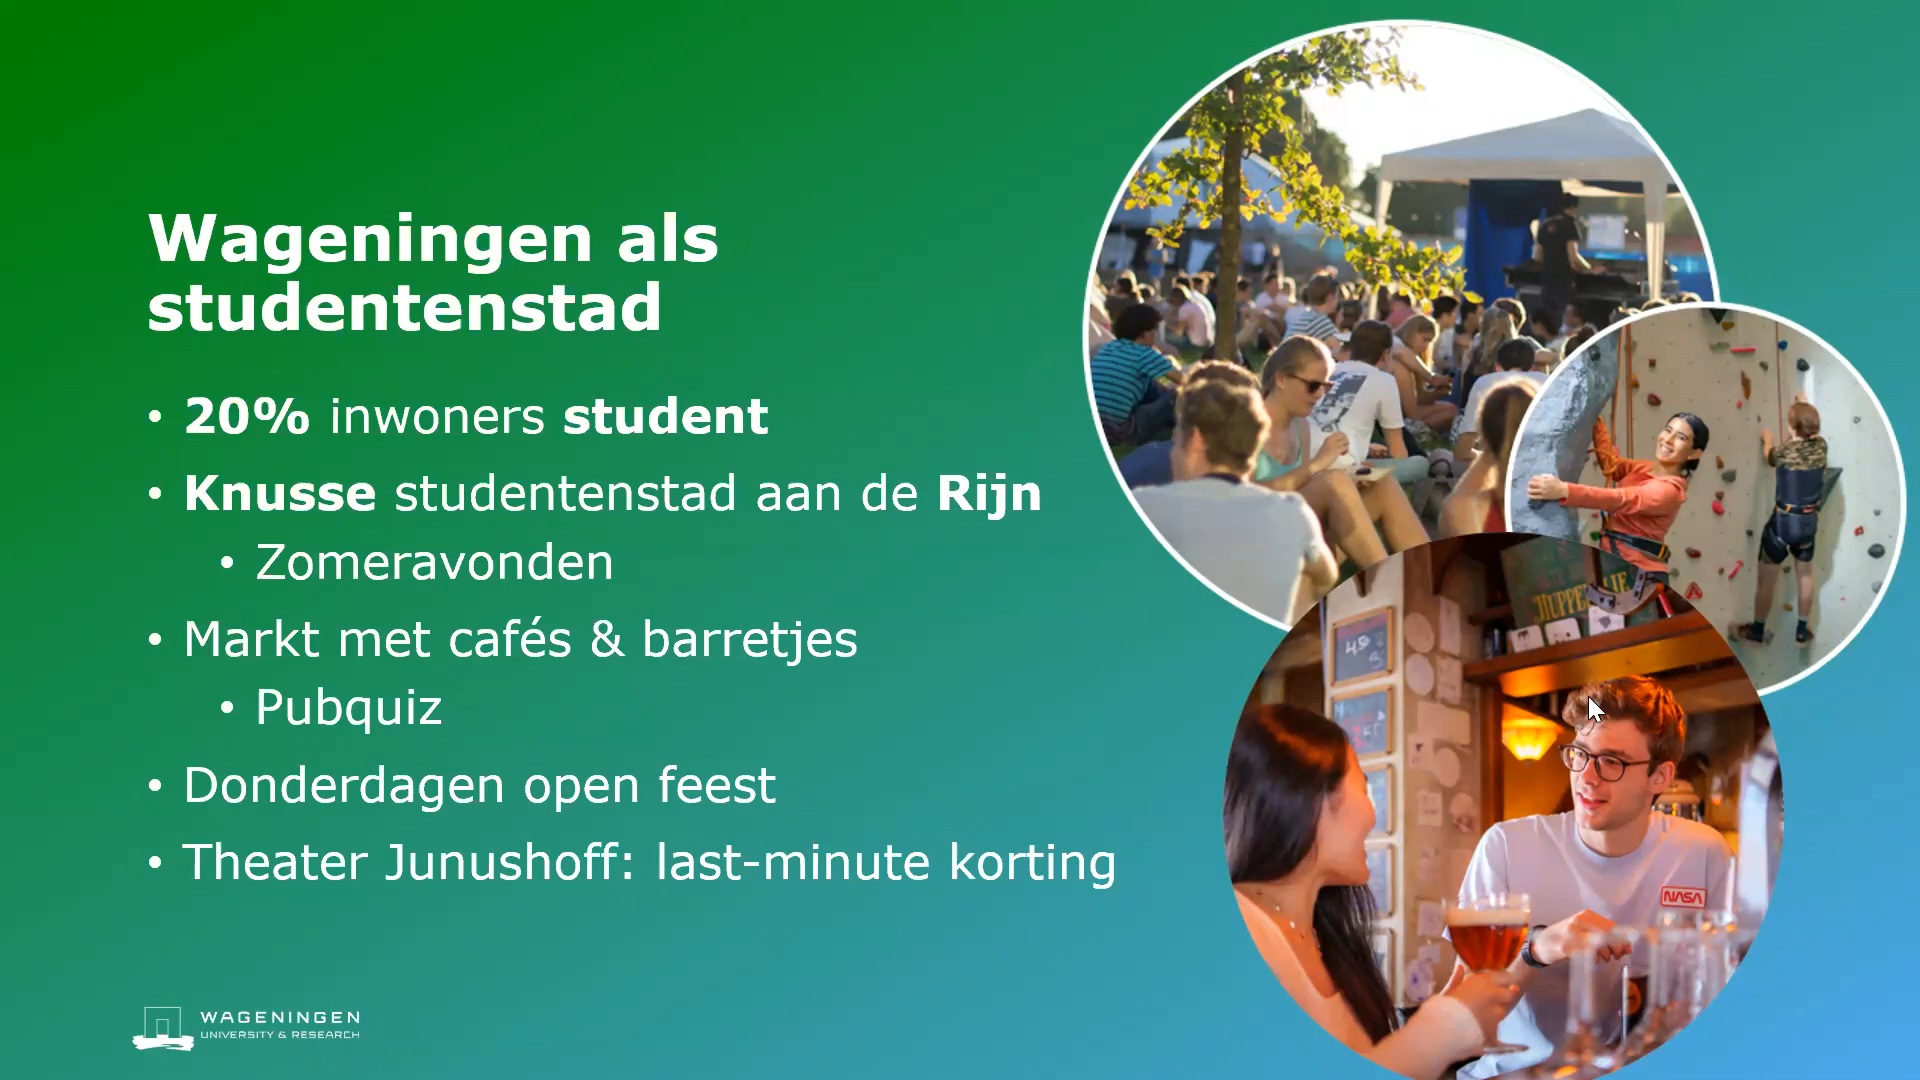 Wageningen als
studentenstad
• 20% inwoners student
• Knusse studentenstad aan de Rijn
• Zomeravonden
• Markt met cafés & barretjes
• Pubquiz
• Donderdagen open feest
• Theater Junushoff: last-minute korting
WAGENINGEN
UNIVERSITY & RESEARCH
NASA